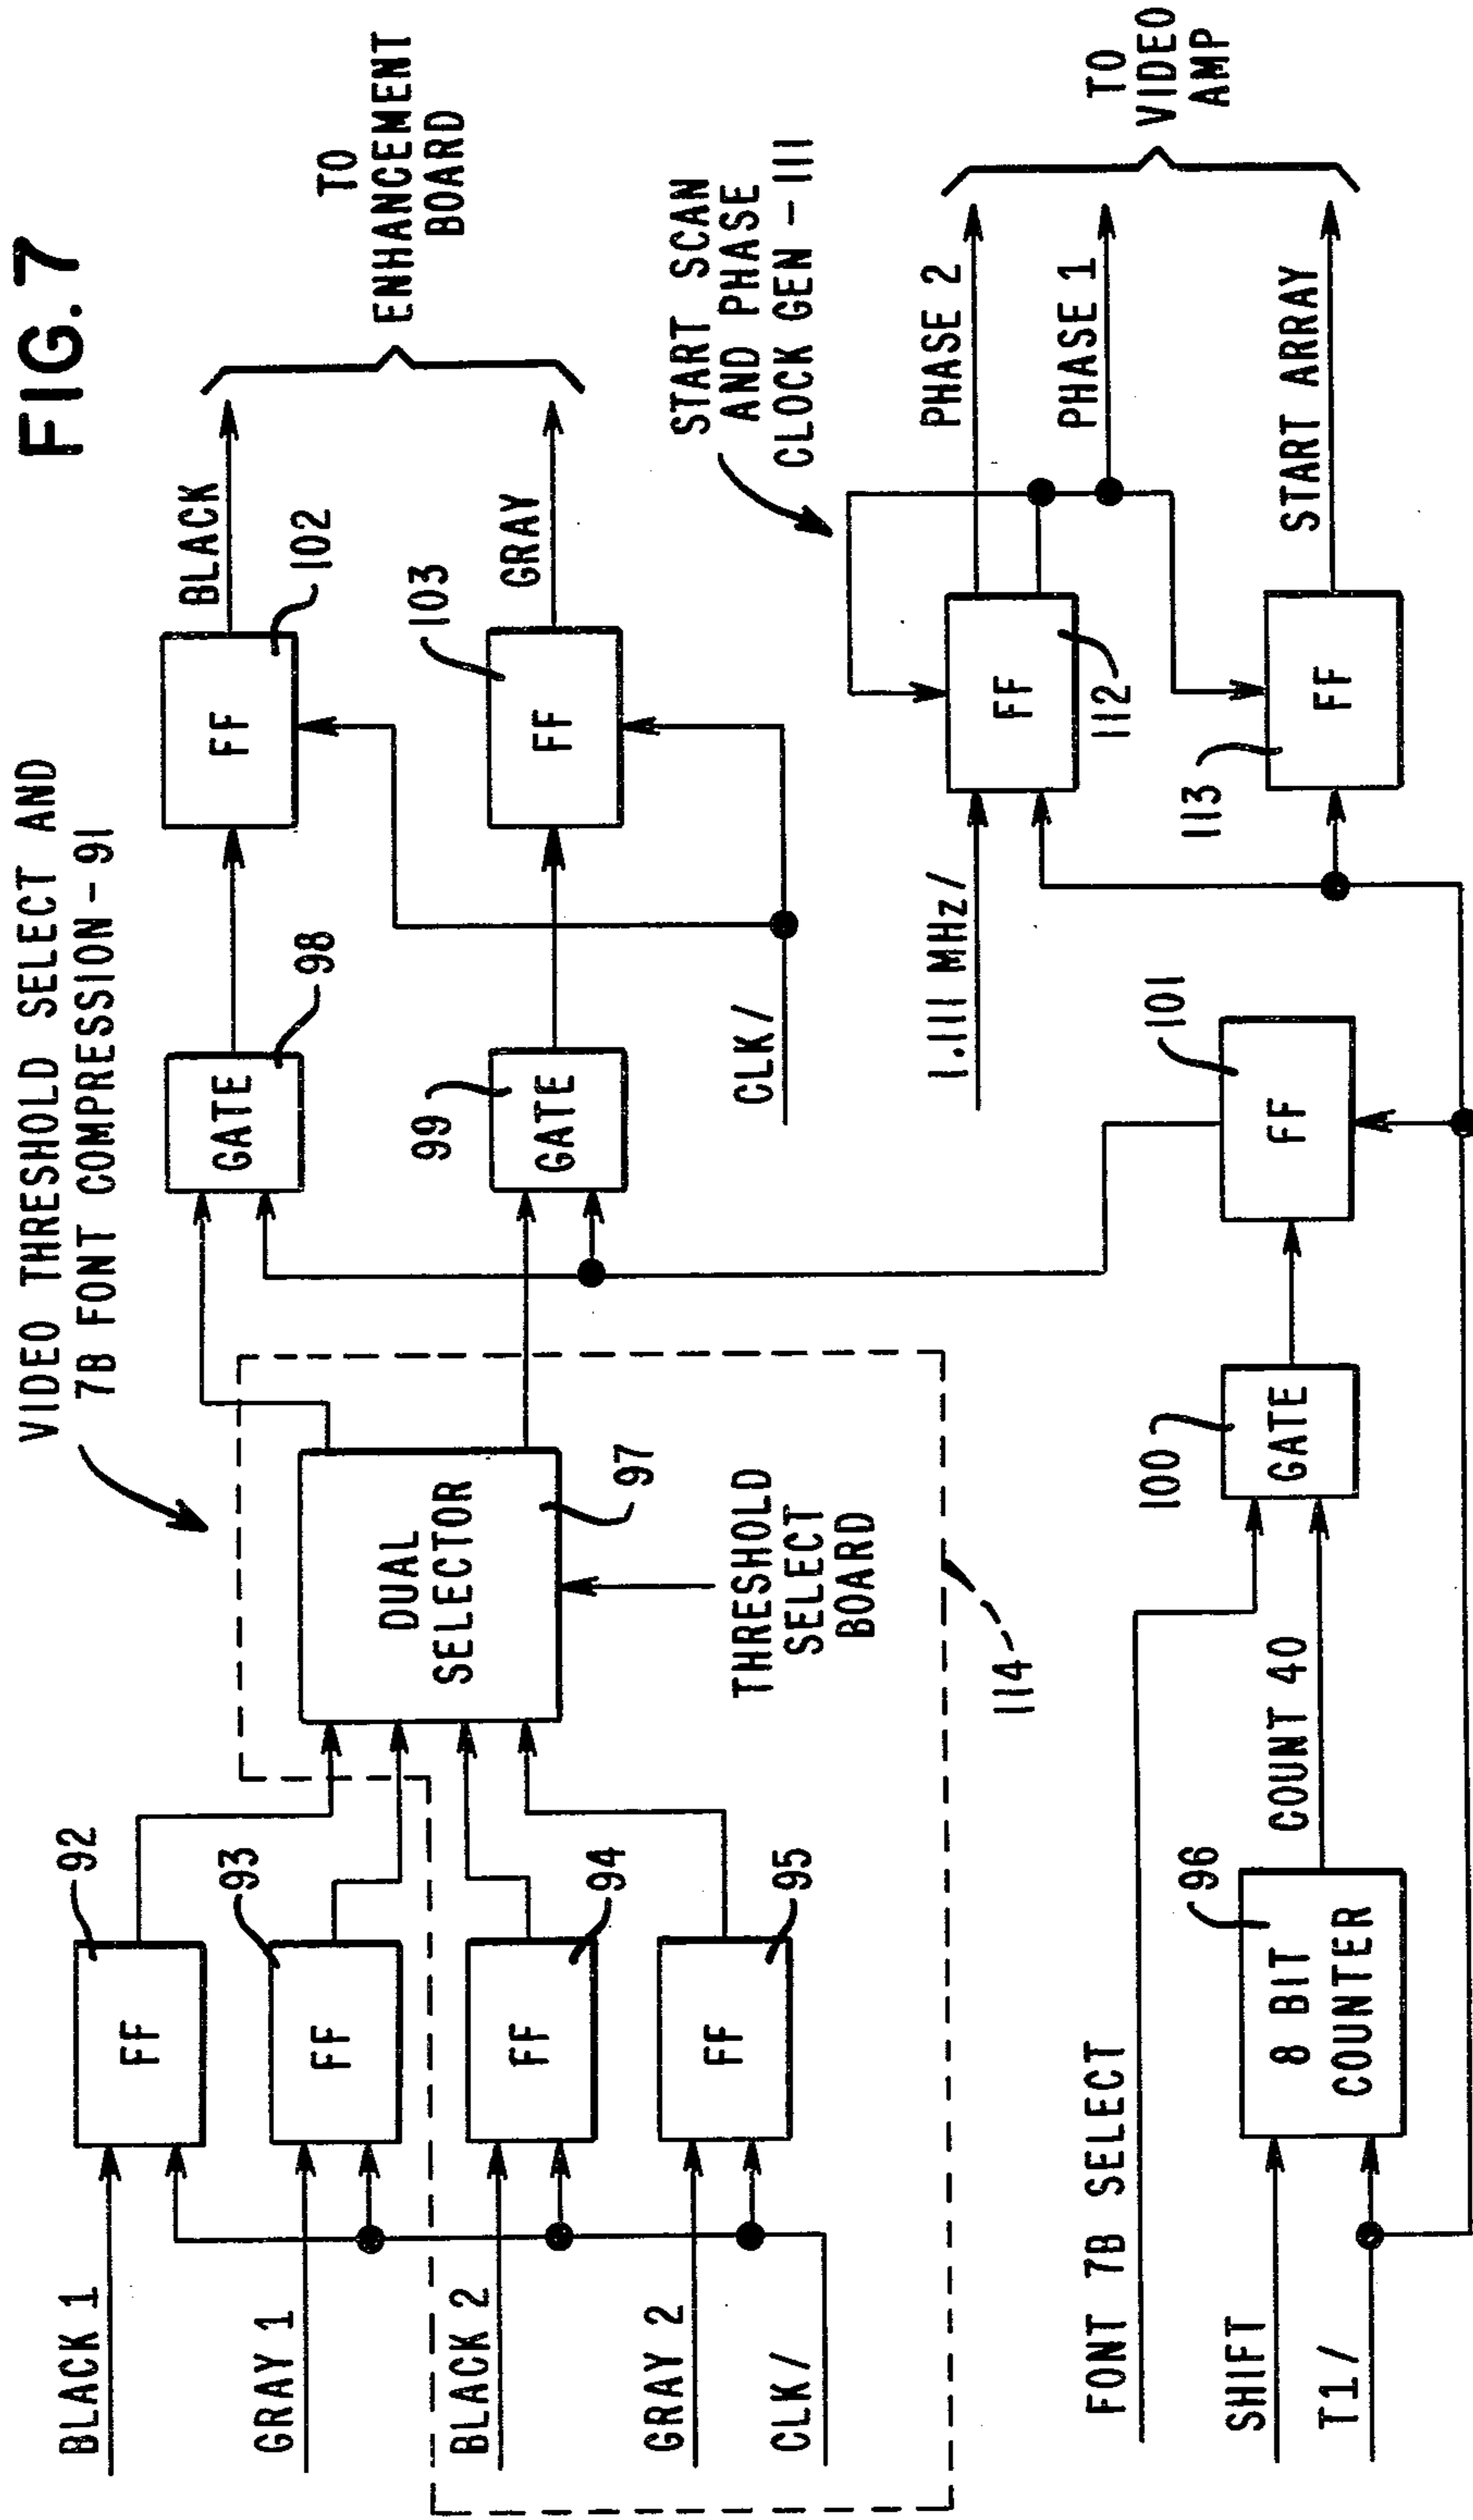 FIG.7
VIDEO THRESHOLD SELECT AND
7B FONT COMPRESSION-91
BLACK 1
92
FF
GRAY 1
93
FF
BLACK 2
94
FF
GRAY 2
95
FF
CLK/
DUAL
SELECTOR
97
THRESHOLD
SELECT
BOARD
114
GATE
98
99
GATE
CLK/
FF
102
103
FF
BLACK
GRAY
TO
ENHANCEMENT
BOARD
FONT 7B SELECT
SHIFT
T1/
96
8 BIT
COUNTER
COUNT 40
100
GATE
101
FF
1.111 MHz/
FF
112
113
FF
START SCAN
AND PHASE
CLOCK GEN-111
PHASE 2
PHASE 1
START ARRAY
TO
VIDEO
AMP